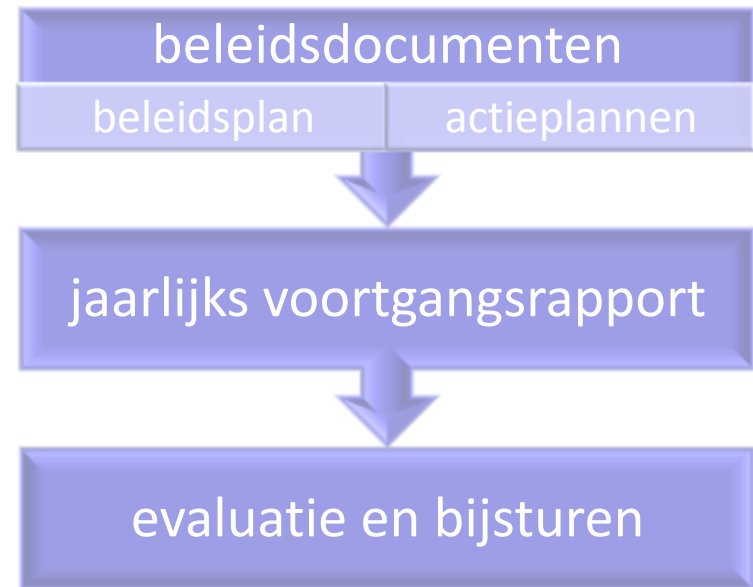 beleidsdocumenten
beleidsplan actieplannen
jaarlijks voortgangsrapport
evaluatie en bijsturen